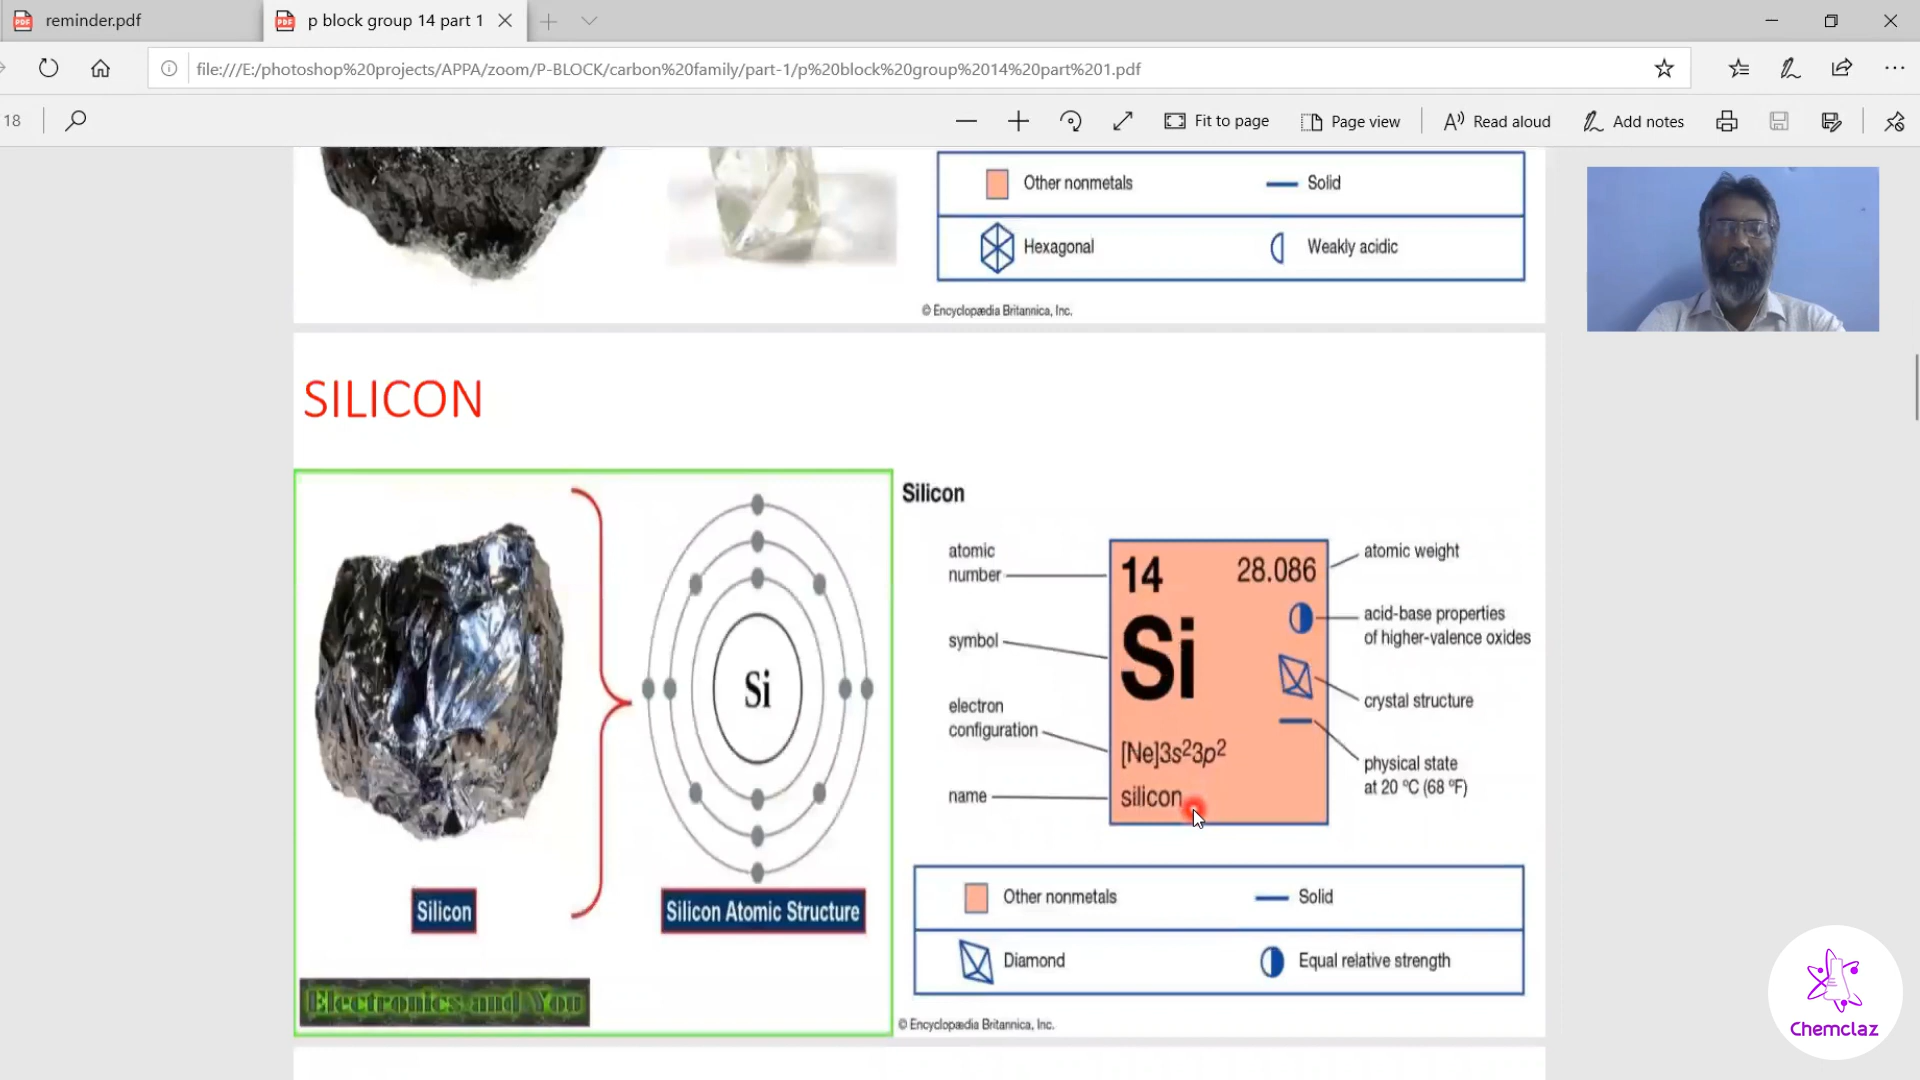 reminder.pdf
p block group 14 part 1
file:///E:/photoshop%20projects/APPA/zoom/P-BLOCK/carbon%20family/part-1/p%20block%20group%2014%20part%201.pdf
18
Fit to page
Page view
Read aloud
Add notes
Other nonmetals
Solid
Hexagonal
Weakly acidic
© Encyclopædia Britannica, Inc.
SILICON
Silicon
atomic
number
14
28.086
atomic weight
acid-base properties
of higher-valence oxides
symbol
Si
Si
crystal structure
electron
configuration
[Ne]3s²3p²
physical state
at 20 °C (68 °F)
name
silicon
Silicon
Silicon Atomic Structure
Other nonmetals
Solid
Diamond
Equal relative strength
Electronics and You
© Encyclopædia Britannica, Inc.
Chemclaz